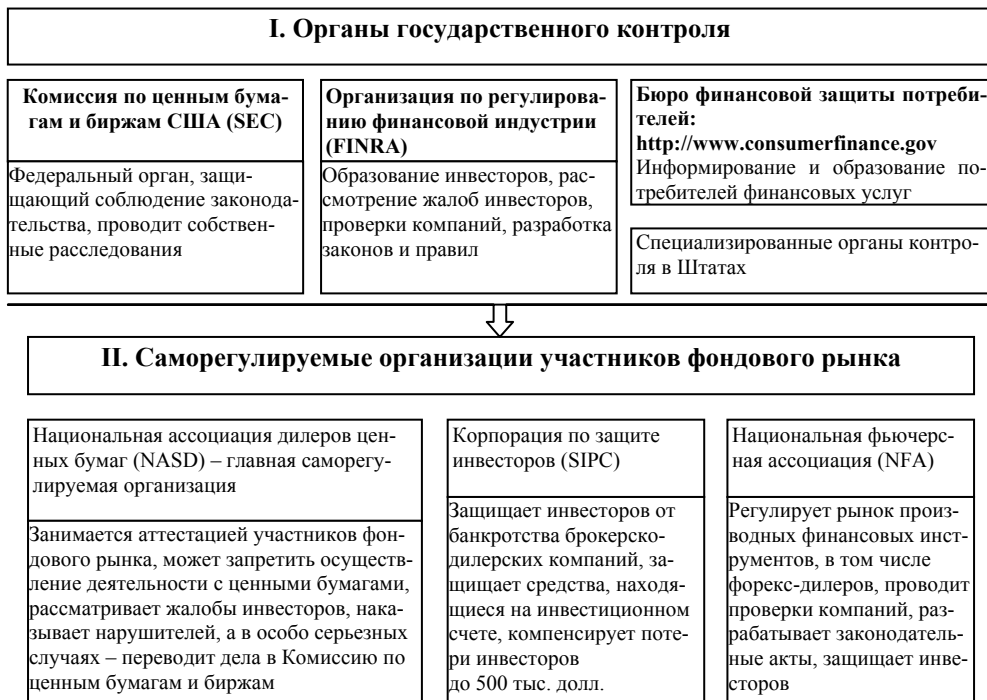 I. Органы государственного контроля
Комиссия по ценным бума-
гам и биржам США (SEC)
Федеральный орган, защи-
щающий соблюдение законода-
тельства, проводит собствен-
ные расследования
Организация по регулирова-
нию финансовой индустрии
(FINRA)
Образование инвесторов, рас-
смотрение жалоб инвесторов,
проверки компаний, разработка
законов и правил
Бюро финансовой защиты потреби-
телей:
http://www.consumerfinance.gov
Информирование и образование по-
требителей финансовых услуг
Специализированные органы контро-
ля в Штатах
II. Саморегулируемые организации участников фондового рынка
Национальная ассоциация дилеров цен-
ных бумаг (NASD) – главная саморегу-
лируемая организация
Занимается аттестацией участников фон-
дового рынка, может запретить осуществ-
ление деятельности с ценными бумагами,
рассматривает жалобы инвесторов, нака-
зывает нарушителей, а в особо серьезных
случаях – переводит дела в Комиссию по
ценным бумагам и биржам
Корпорация по защите
инвесторов (SIPC)
Защищает инвесторов от
банкротства брокерско-
дилерских компаний, за-
щищает средства, находя-
щиеся на инвестиционном
счете, компенсирует поте-
ри инвесторов
до 500 тыс. долл.
Национальная фьючерс-
ная ассоциация (NFA)
Регулирует рынок произ-
водных финансовых инст-
рументов, в том числе
форекс-дилеров, проводит
проверки компаний, раз-
рабатывает законодатель-
ные акты, защищает инве-
сторов